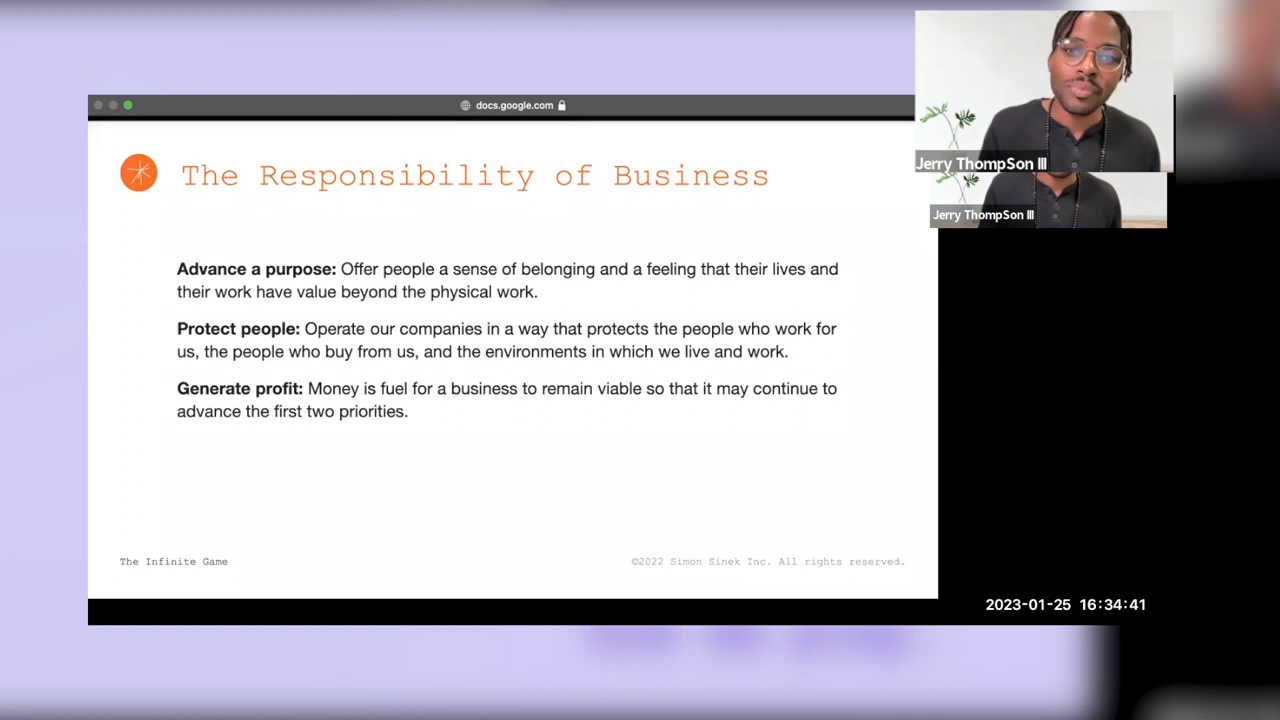 docs.google.com
The Responsibility of Business
Jerry ThompSon III
Jerry ThompSon III
Advance a purpose: Offer people a sense of belonging and a feeling that their lives and
their work have value beyond the physical work.
Protect people: Operate our companies in a way that protects the people who work for
us, the people who buy from us, and the environments in which we live and work.
Generate profit: Money is fuel for a business to remain viable so that it may continue to
advance the first two priorities.
The Infinite Game
©2022 Simon Sinek Inc. All rights reserved.
2023-01-25 16:34:41